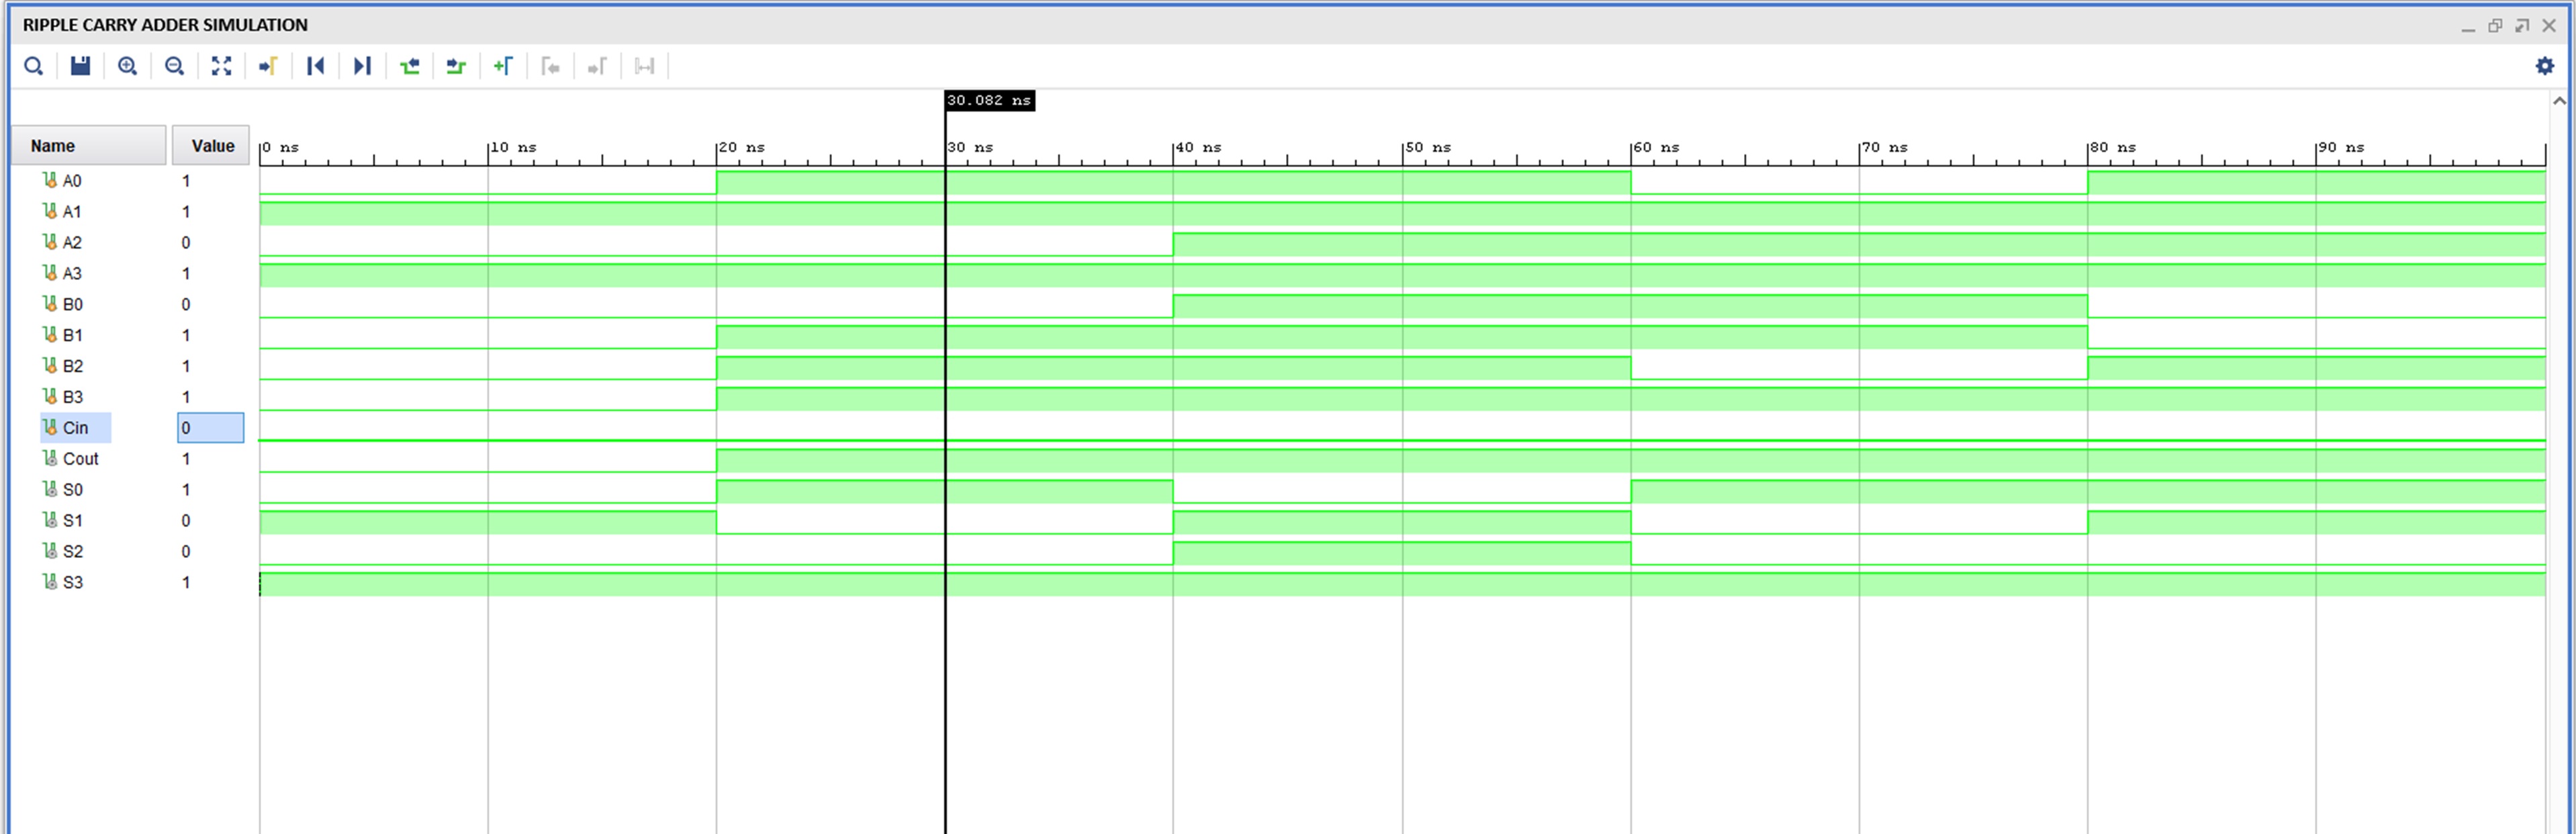 RIPPLE CARRY ADDER SIMULATION
30.082 ns
Name Value 0 ns 10 ns 20 ns 30 ns 40 ns 50 ns 60 ns 70 ns 80 ns 90 ns
A0 1
A1 1
A2 0
A3 1
B0 0
B1 1
B2 1
B3 1
Cin 0
Cout 1
S0 1
S1 0
S2 0
S3 1